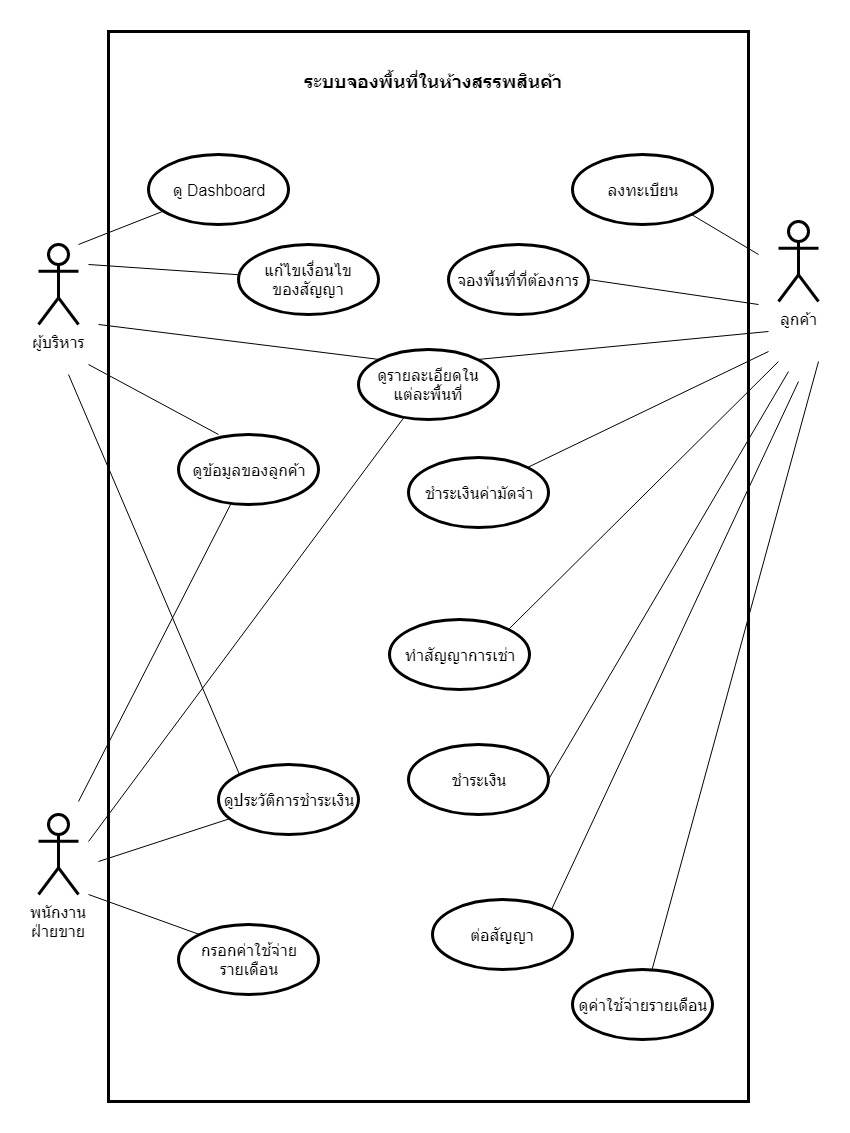 ระบบจองพื้นที่ในห้างสรรพสินค้า
ดู Dashboard
ลงทะเบียน
แก้ไขเงื่อนไข
ของสัญญา
จองพื้นที่ที่ต้องการ
ผู้บริหาร
ลูกค้า
ดูรายละเอียดใน
แต่ละพื้นที่
ดูข้อมูลของลูกค้า
ชำระเงินค่ามัดจำ
ทำสัญญาการเช่า
ชำระเงิน
ดูประวัติการชำระเงิน
พนักงาน
ฝ่ายขาย
ต่อสัญญา
กรอกค่าใช้จ่าย
รายเดือน
ดูค่าใช้จ่ายรายเดือน